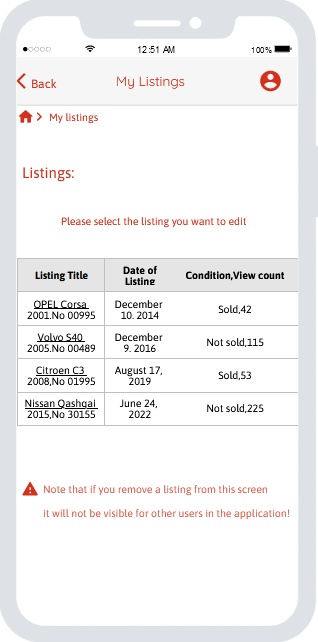 12:51 AM 100%
Back My Listings
My listings
Listings:
Please select the listing you want to edit
Listing Title Date of Listing Condition,View count
OPEL Corsa 2001.No 00995 December 10. 2014 Sold,42
Volvo S40 2005.No 00489 December 9. 2016 Not sold,115
Citroen C3 2008,No 01995 August 17, 2019 Sold,53
Nissan Qashqai 2015,No 30155 June 24, 2022 Not sold,225
Note that if you remove a listing from this screen
it will not be visible for other users in the application!